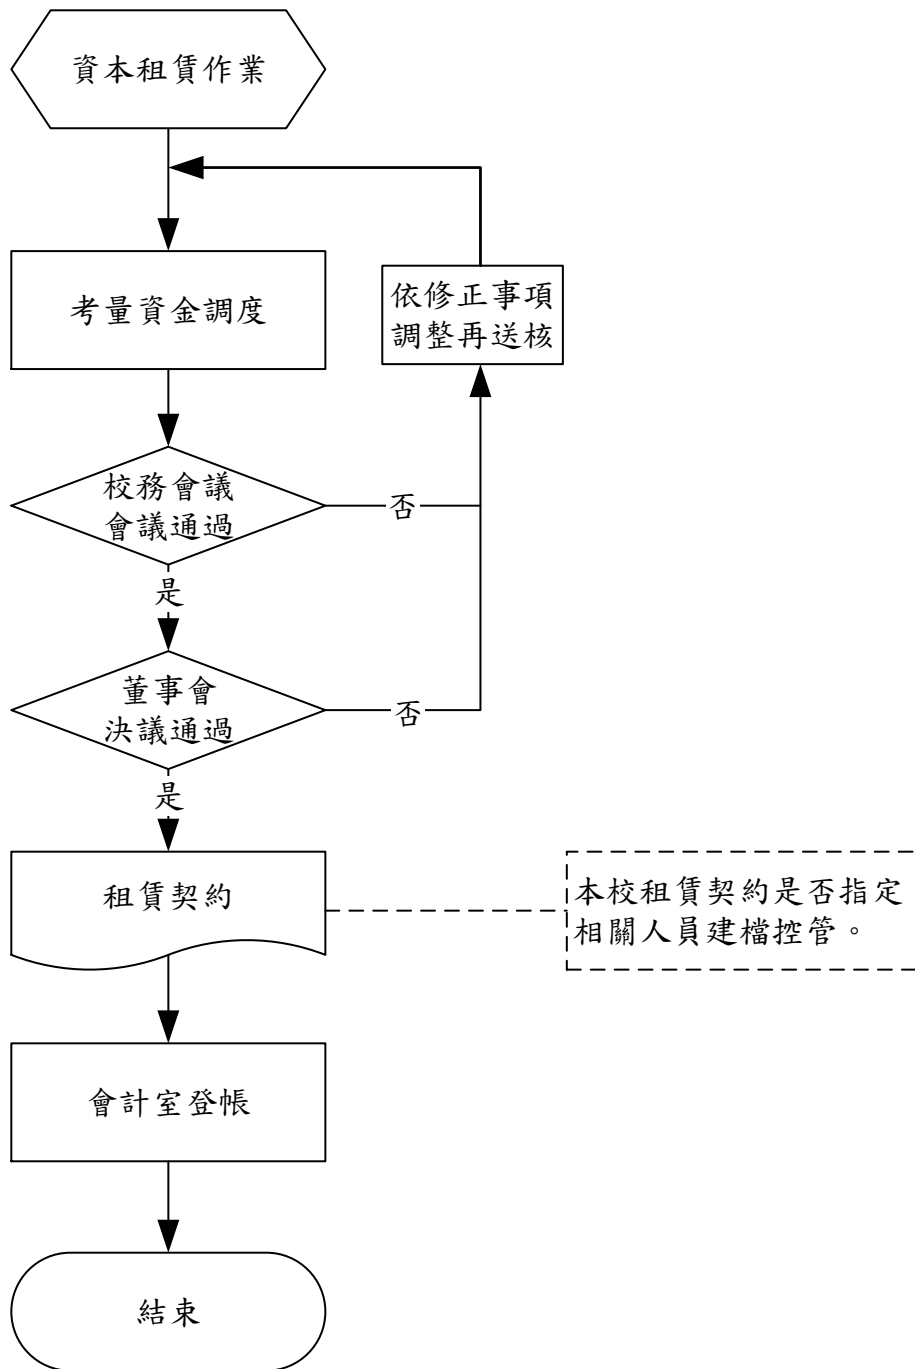 資本租賃作業
考量資金調度
依修正事項
調整再送核
校務會議
會議通過
否
是
董事會
決議通過
否
是
租賃契約
本校租賃契約是否指定
相關人員建檔控管。
會計室登帳
結束